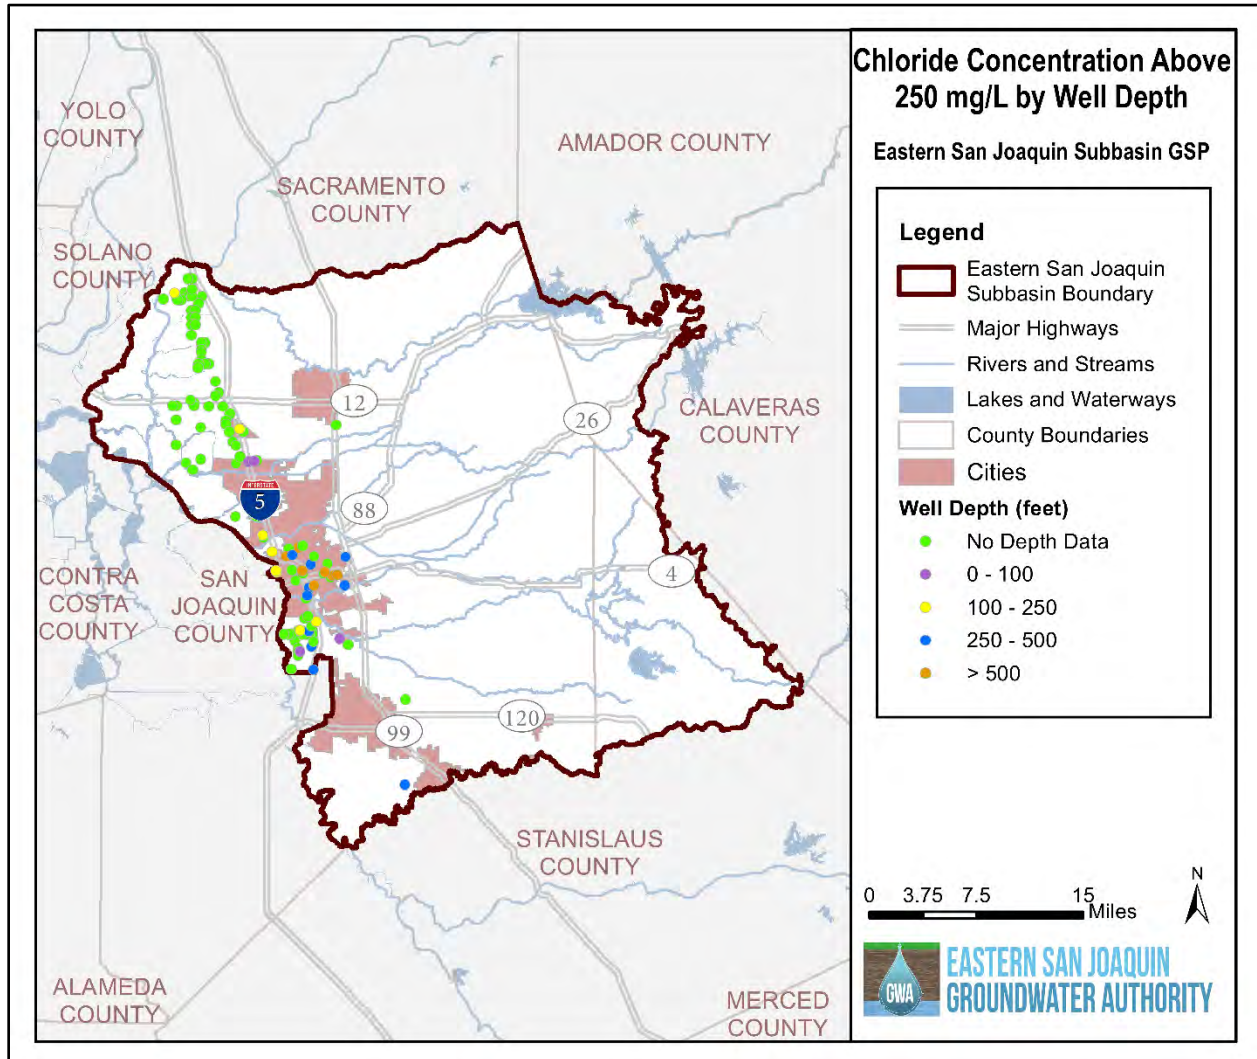 Chloride Concentration Above
250 mg/L by Well Depth
Eastern San Joaquin Subbasin GSP
Legend
Eastern San Joaquin
Subbasin Boundary
Major Highways
Rivers and Streams
Lakes and Waterways
County Boundaries
Cities
Well Depth (feet)
No Depth Data
0 - 100
100 - 250
250 - 500
> 500
YOLO
COUNTY
AMADOR COUNTY
SACRAMENTO
COUNTY
SOLANO
COUNTY
12
26
CALAVERAS
COUNTY
INTERSTATE
5
88
4
CONTRA
COSTA
COUNTY
SAN
JOAQUIN
COUNTY
120
99
STANISLAUS
COUNTY
ALAMEDA
COUNTY
MERCED
COUNTY
N
0 3.75 7.5 15
Miles
GWA
EASTERN SAN JOAQUIN
GROUNDWATER AUTHORITY